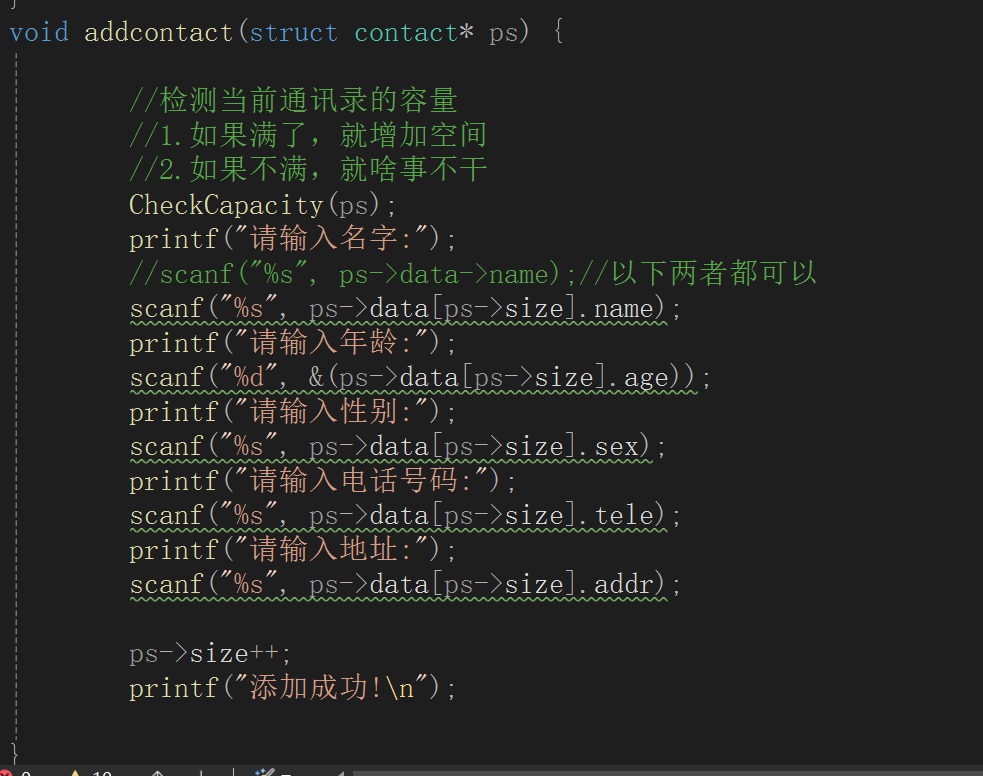 }
void addcontact(struct contact* ps) {
//检测当前通讯录的容量
//1.如果满了，就增加空间
//2.如果不满，就啥事不干
CheckCapacity(ps);
printf("请输入名字:");
//scanf("%s", ps->data->name);//以下两者都可以
scanf("%s", ps->data[ps->size].name);
printf("请输入年龄:");
scanf("%d", &(ps->data[ps->size].age));
printf("请输入性别:");
scanf("%s", ps->data[ps->size].sex);
printf("请输入电话号码:");
scanf("%s", ps->data[ps->size].tele);
printf("请输入地址:");
scanf("%s", ps->data[ps->size].addr);
ps->size++;
printf("添加成功!\n");
}